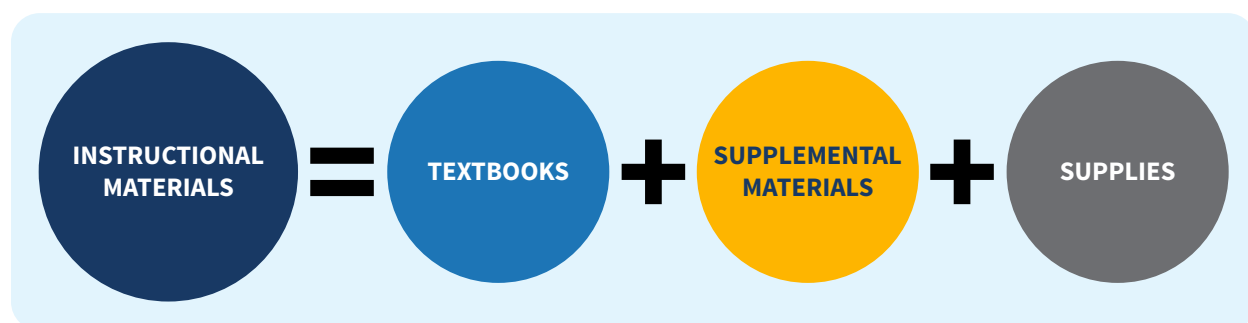 INSTRUCTIONAL
MATERIALS
=
TEXTBOOKS
+
SUPPLEMENTAL
MATERIALS
+
SUPPLIES